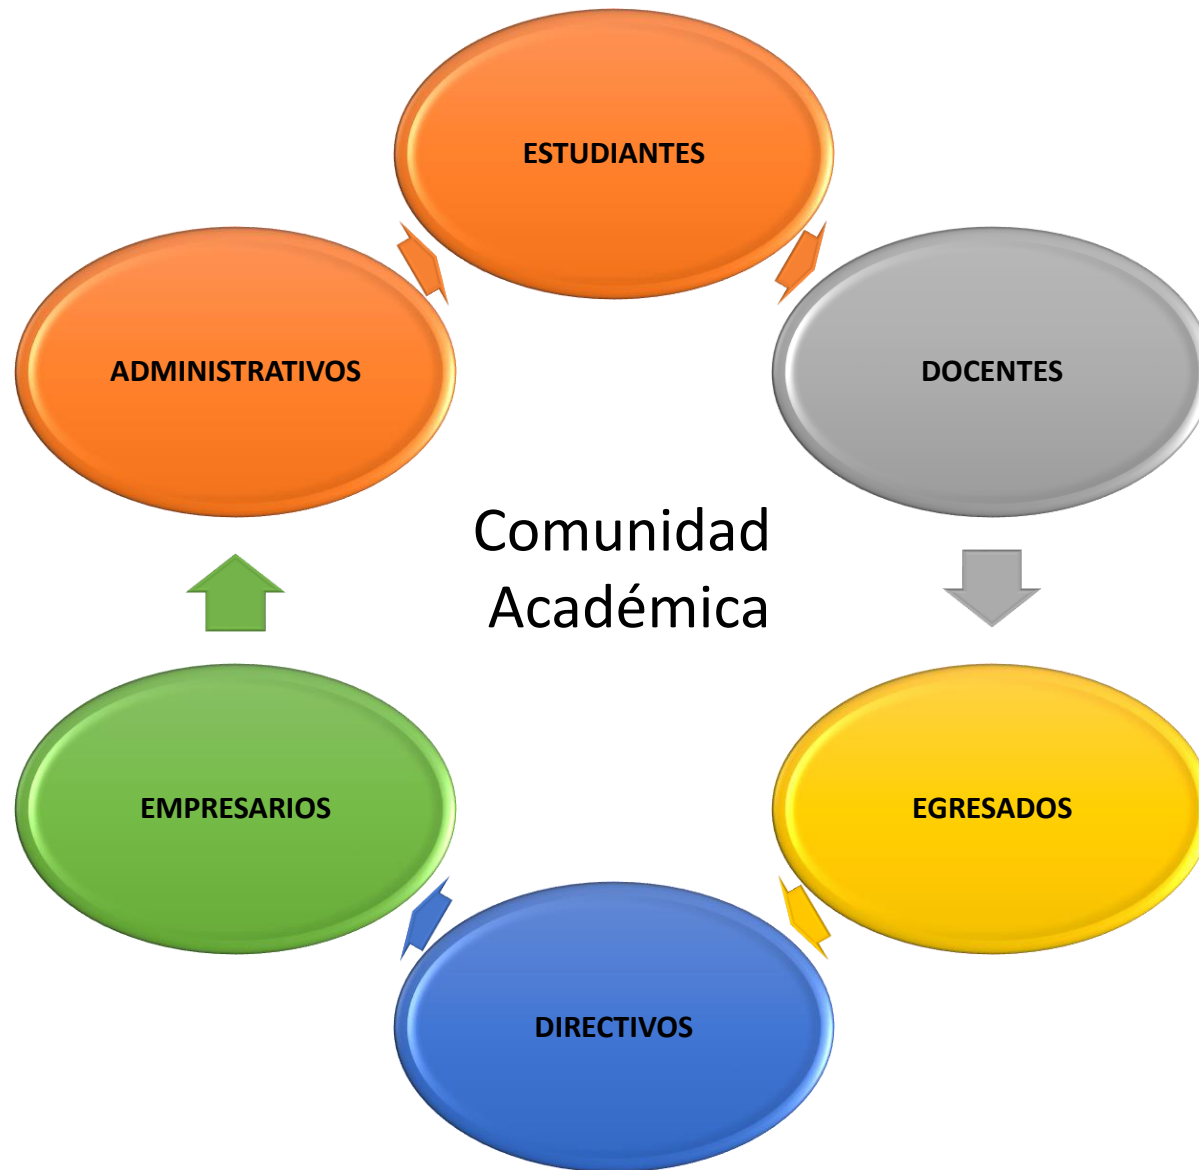 ESTUDIANTES
ADMINISTRATIVOS
DOCENTES
Comunidad
Académica
EMPRESARIOS
EGRESADOS
DIRECTIVOS